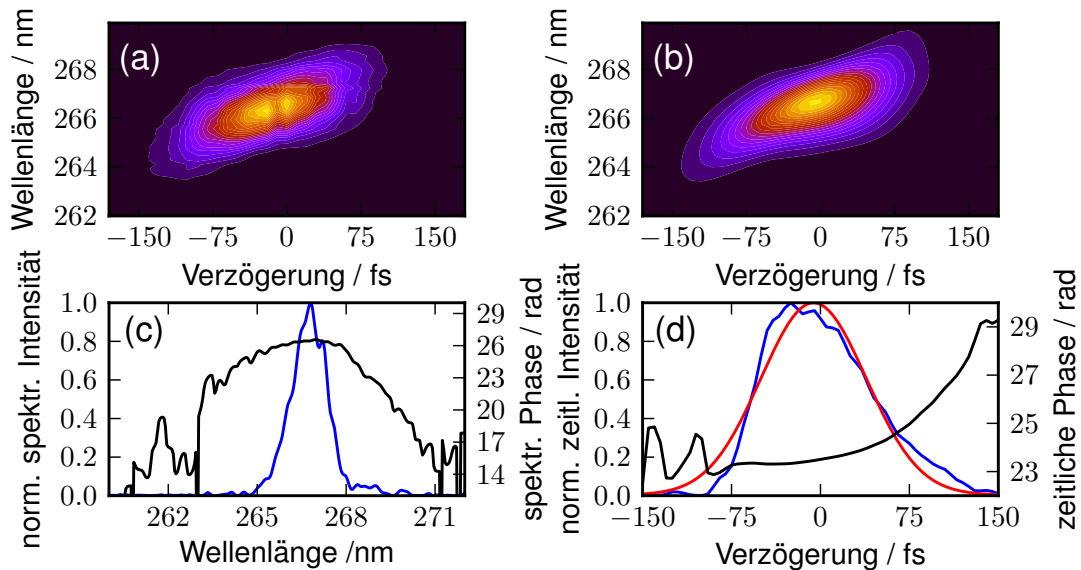 (a)
Wellenlänge / nm
268
266
264
262
−150 −75 0 75 150
Verzögerung / fs
(b)
Wellenlänge / nm
268
266
264
262
−150 −75 0 75 150
Verzögerung / fs
(c)
norm. spektr. Intensität
1.0
0.8
0.6
0.4
0.2
0.0
262 265 268 271
Wellenlänge /nm
29
26
23
20
17
14
spektr. Phase / rad
(d)
norm. zeitl. Intensität
1.0
0.8
0.6
0.4
0.2
0.0
−150 −75 0 75 150
Verzögerung / fs
29
27
25
23
zeitliche Phase / rad